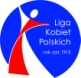 Liga
Kobiet
Polskich
rok zał. 1913